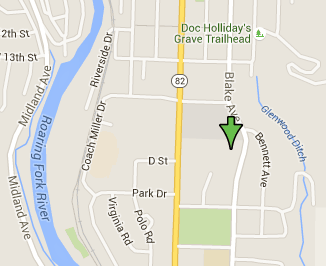 Doc Holliday's
Grave Trailhead
12th St
13th St
Midland Ave
Riverside Dr
82
Blake Ave
Glenwood Ditch
Coach Miller Dr
Roaring Fork River
Bennett Ave
D St
Midland Ave
Park Dr
Virginia Rd
Polo Rd